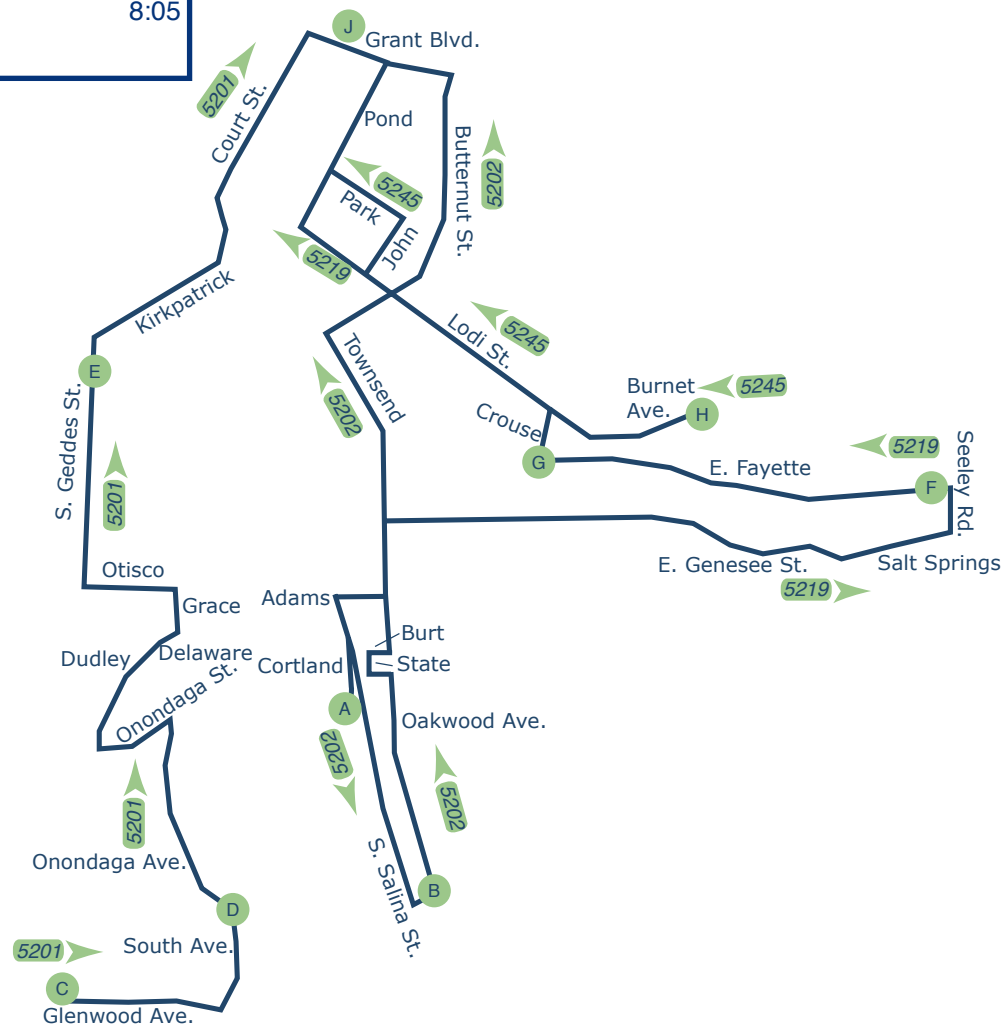 8:05
J
Grant Blvd.
5201
Court St.
Pond
Butternut St.
5202
5245
Park
John
5219
Kirkpatrick
Lodi St.
5245
Townsend
5202
E
Burnet
Ave.
5245
H
Crouse
G
S. Geddes St.
5201
5219
Seeley Rd.
E. Fayette
F
E. Genesee St.
Salt Springs
5219
Otisco
Grace
Adams
Burt
State
Dudley
Delaware
Cortland
Onondaga St.
A
Oakwood Ave.
5202
5202
5201
Onondaga Ave.
S. Salina St.
B
D
South Ave.
5201
C
Glenwood Ave.